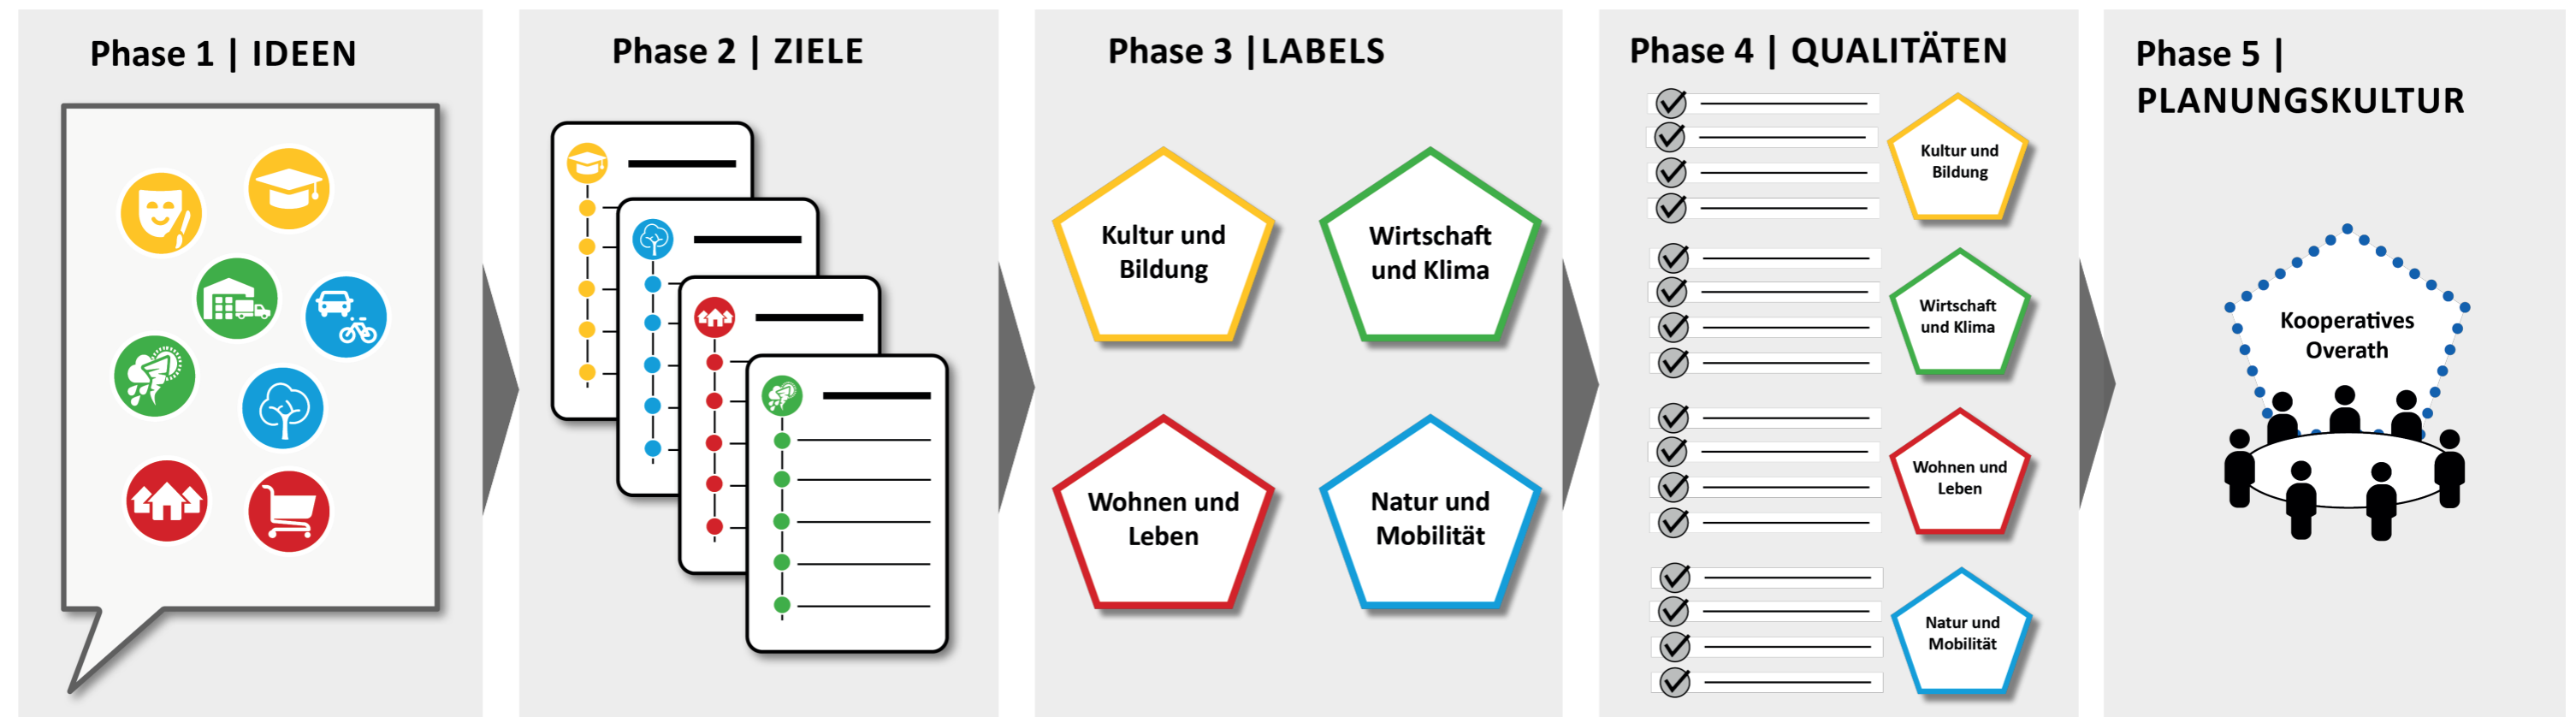 Phase 1 | IDEEN
Phase 2 | ZIELE
Phase 3 |LABELS
Kultur und
Bildung
Wirtschaft
und Klima
Wohnen und
Leben
Natur und
Mobilität
Phase 4 | QUALITÄTEN
Kultur und
Bildung
Wirtschaft
und Klima
Wohnen und
Leben
Natur und
Mobilität
Phase 5 |
PLANUNGSKULTUR
Kooperatives
Overath